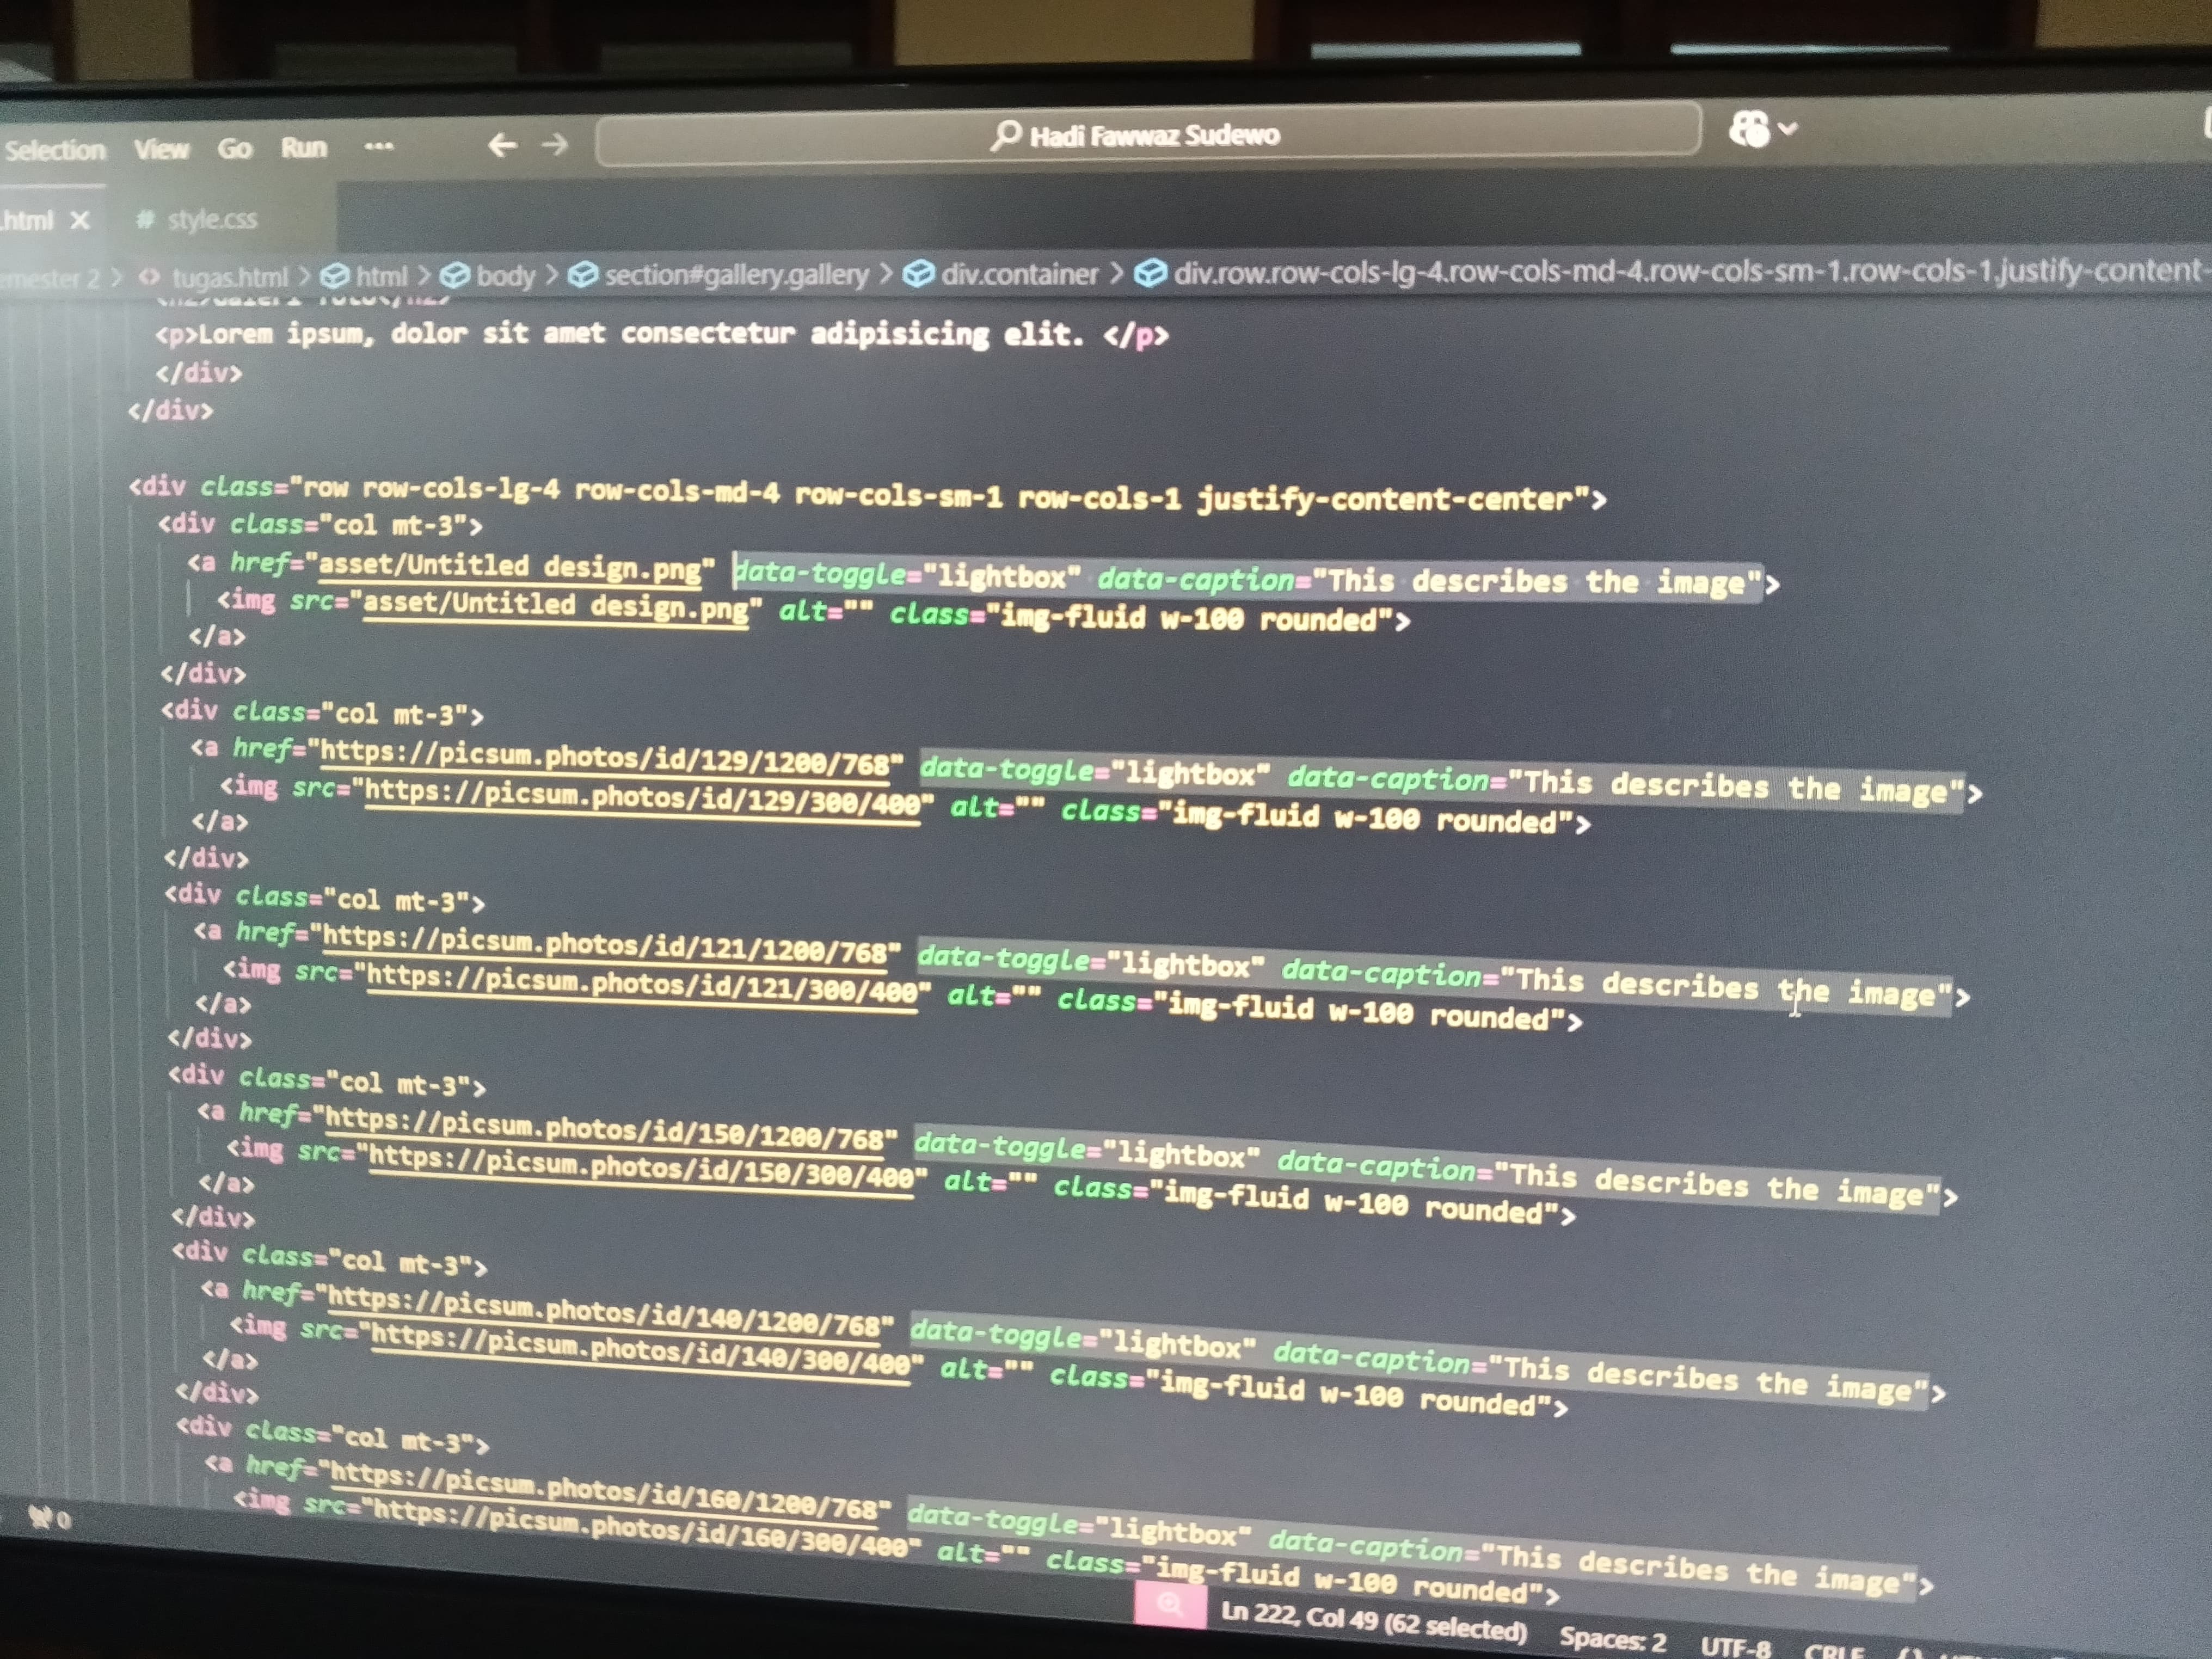 Selection View Go Run ··· Hadi Fawwaz Sudewo
.html # style.css
emester 2 > tugas.html > html > body > section#gallery.gallery > div.container > div.row.row-cols-lg-4.row-cols-md-4.row-cols-sm-1.row-cols-1.justify-content-
<p>Lorem ipsum, dolor sit amet consectetur adipisicing elit. </p>
</div>
</div>
<div class="row row-cols-lg-4 row-cols-md-4 row-cols-sm-1 row-cols-1 justify-content-center">
<div class="col mt-3">
<a href="asset/Untitled design.png" data-toggle="lightbox" data-caption="This describes the image">
<img src="asset/Untitled design.png" alt="" class="img-fluid w-100 rounded">
</a>
</div>
<div class="col mt-3">
<a href="https://picsum.photos/id/129/1200/768" data-toggle="lightbox" data-caption="This describes the image">
<img src="https://picsum.photos/id/129/300/400" alt="" class="img-fluid w-100 rounded">
</a>
</div>
<div class="col mt-3">
<a href="https://picsum.photos/id/121/1200/768" data-toggle="lightbox" data-caption="This describes the image">
<img src="https://picsum.photos/id/121/300/400" alt="" class="img-fluid w-100 rounded">
</a>
</div>
<div class="col mt-3">
<a href="https://picsum.photos/id/150/1200/768" data-toggle="lightbox" data-caption="This describes the image">
<img src="https://picsum.photos/id/150/300/400" alt="" class="img-fluid w-100 rounded">
</a>
</div>
<div class="col mt-3">
<a href="https://picsum.photos/id/140/1200/768" data-toggle="lightbox" data-caption="This describes the image">
<img src="https://picsum.photos/id/140/300/400" alt="" class="img-fluid w-100 rounded">
</a>
</div>
<div class="col mt-3">
<a href="https://picsum.photos/id/160/1200/768" data-toggle="lightbox" data-caption="This describes the image">
<img src="https://picsum.photos/id/160/300/400" alt="" class="img-fluid w-100 rounded">
0 Ln 222, Col 49 (62 selected) Spaces: 2 UTF-8 CRLF